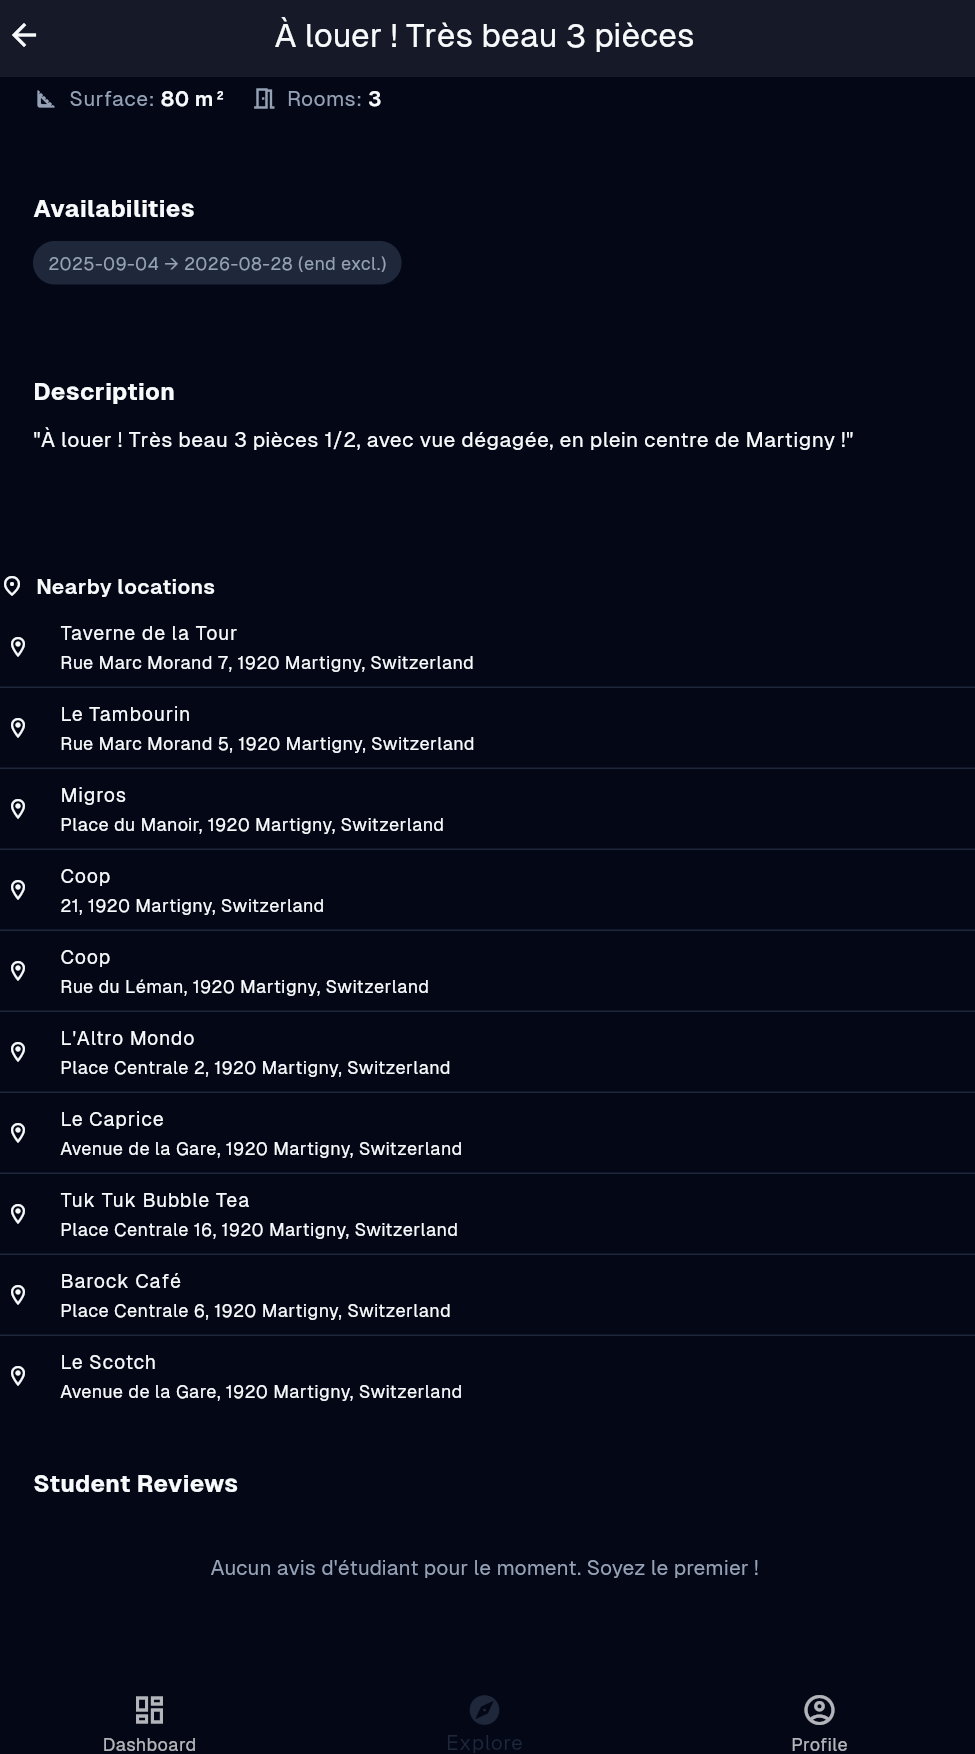 À louer ! Très beau 3 pièces
Surface: 80 m² Rooms: 3
Availabilities
2025-09-04 → 2026-08-28 (end excl.)
Description
"À louer ! Très beau 3 pièces 1/2, avec vue dégagée, en plein centre de Martigny !"
Nearby locations
Taverne de la Tour
Rue Marc Morand 7, 1920 Martigny, Switzerland
Le Tambourin
Rue Marc Morand 5, 1920 Martigny, Switzerland
Migros
Place du Manoir, 1920 Martigny, Switzerland
Coop
21, 1920 Martigny, Switzerland
Coop
Rue du Léman, 1920 Martigny, Switzerland
L'Altro Mondo
Place Centrale 2, 1920 Martigny, Switzerland
Le Caprice
Avenue de la Gare, 1920 Martigny, Switzerland
Tuk Tuk Bubble Tea
Place Centrale 16, 1920 Martigny, Switzerland
Barock Café
Place Centrale 6, 1920 Martigny, Switzerland
Le Scotch
Avenue de la Gare, 1920 Martigny, Switzerland
Student Reviews
Aucun avis d'étudiant pour le moment. Soyez le premier !
Dashboard Explore Profile